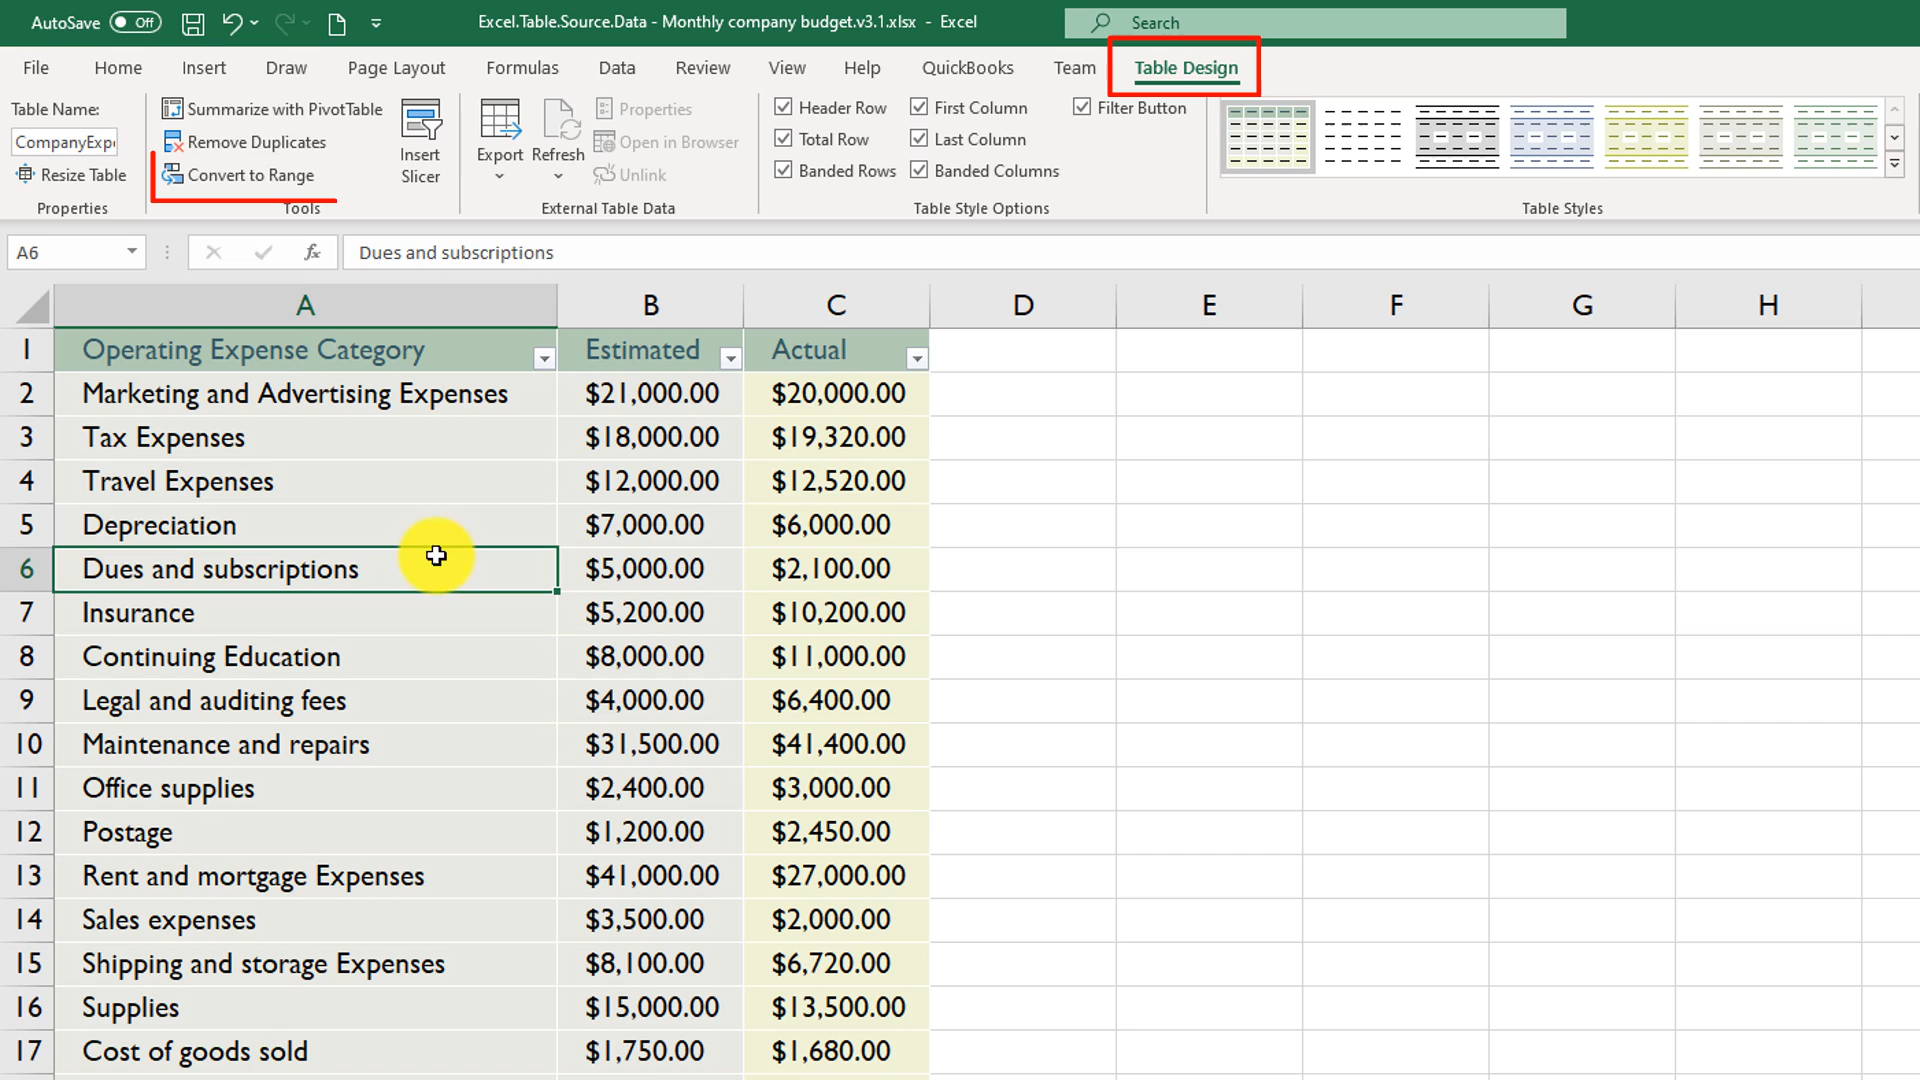 AutoSave Off Excel.Table.Source.Data - Monthly company budget.v3.1.xlsx - Excel Search
File Home Insert Draw Page Layout Formulas Data Review View Help QuickBooks Team Table Design
Table Name:
CompanyExp
Resize Table
Properties
Summarize with PivotTable
Remove Duplicates
Convert to Range
Tools
Insert
Slicer
Export
Refresh
Properties
Open in Browser
Unlink
External Table Data
Header Row
Total Row
Banded Rows
First Column
Last Column
Banded Columns
Filter Button
Table Style Options
Table Styles
A6 fx Dues and subscriptions
A B C D E F G H
1 Operating Expense Category Estimated Actual
2 Marketing and Advertising Expenses $21,000.00 $20,000.00
3 Tax Expenses $18,000.00 $19,320.00
4 Travel Expenses $12,000.00 $12,520.00
5 Depreciation $7,000.00 $6,000.00
6 Dues and subscriptions $5,000.00 $2,100.00
7 Insurance $5,200.00 $10,200.00
8 Continuing Education $8,000.00 $11,000.00
9 Legal and auditing fees $4,000.00 $6,400.00
10 Maintenance and repairs $31,500.00 $41,400.00
11 Office supplies $2,400.00 $3,000.00
12 Postage $1,200.00 $2,450.00
13 Rent and mortgage Expenses $41,000.00 $27,000.00
14 Sales expenses $3,500.00 $2,000.00
15 Shipping and storage Expenses $8,100.00 $6,720.00
16 Supplies $15,000.00 $13,500.00
17 Cost of goods sold $1,750.00 $1,680.00